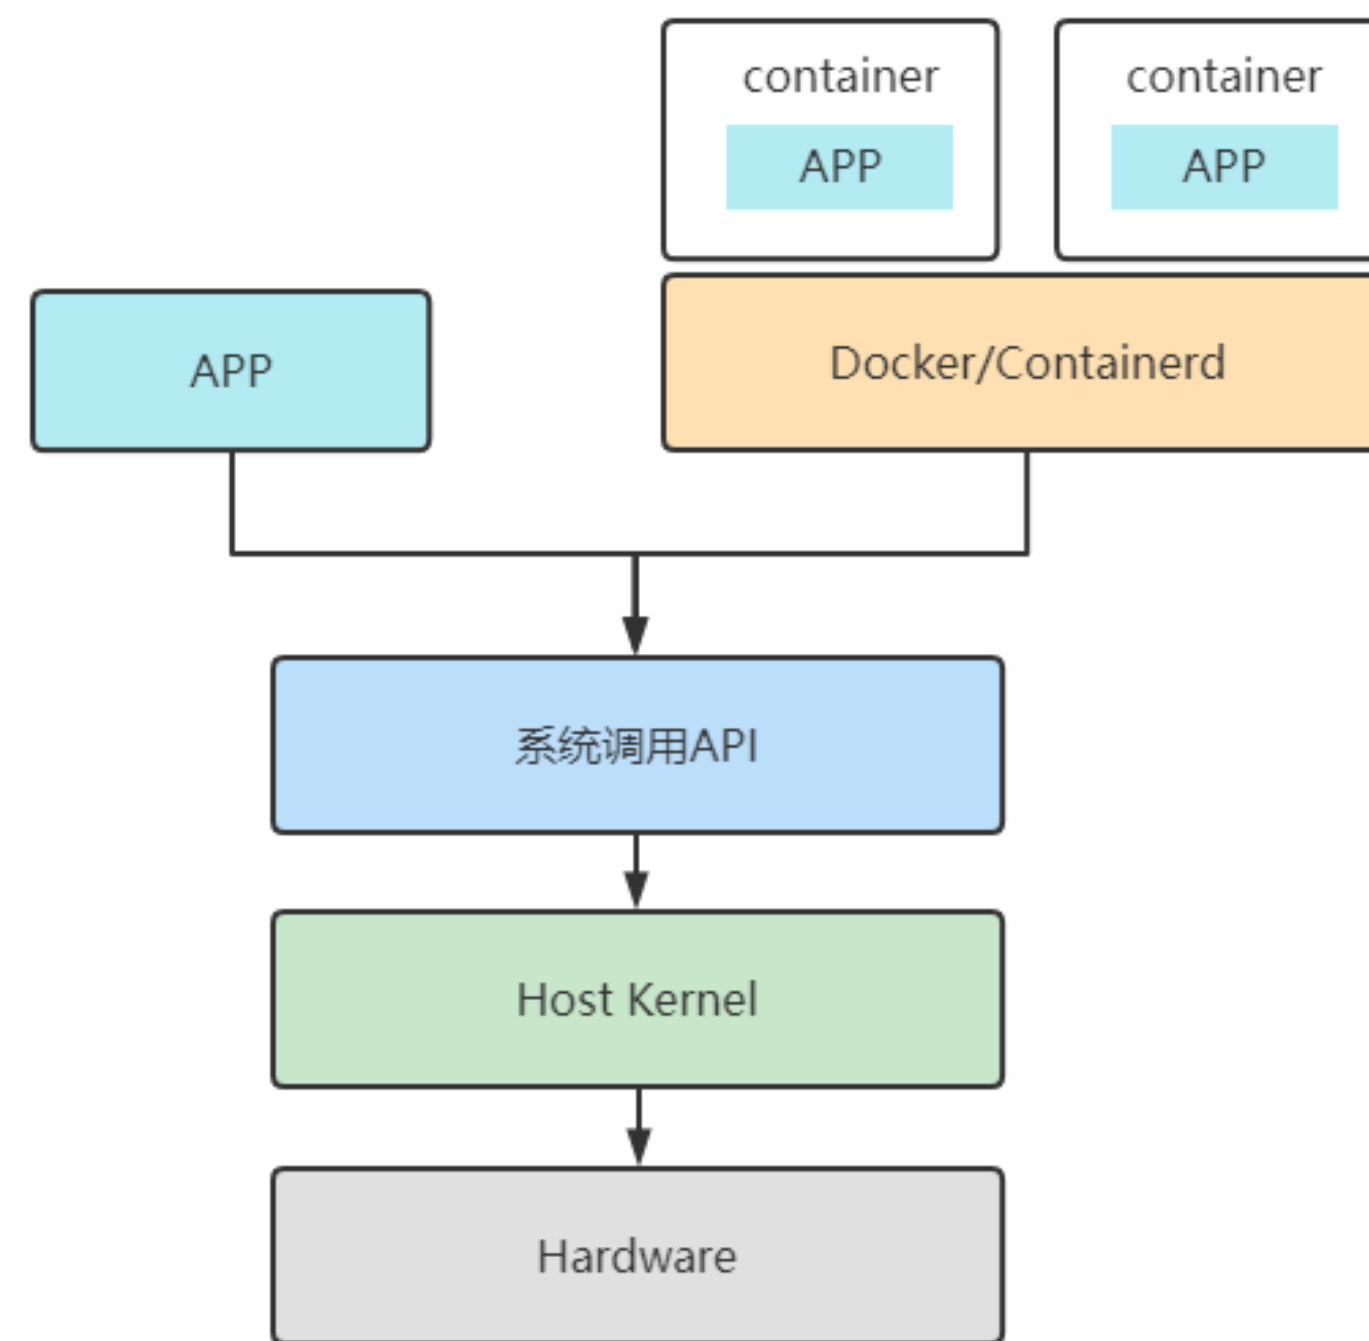 container
container
APP
APP
Docker/Containerd
APP
系统调用API
Host Kernel
Hardware